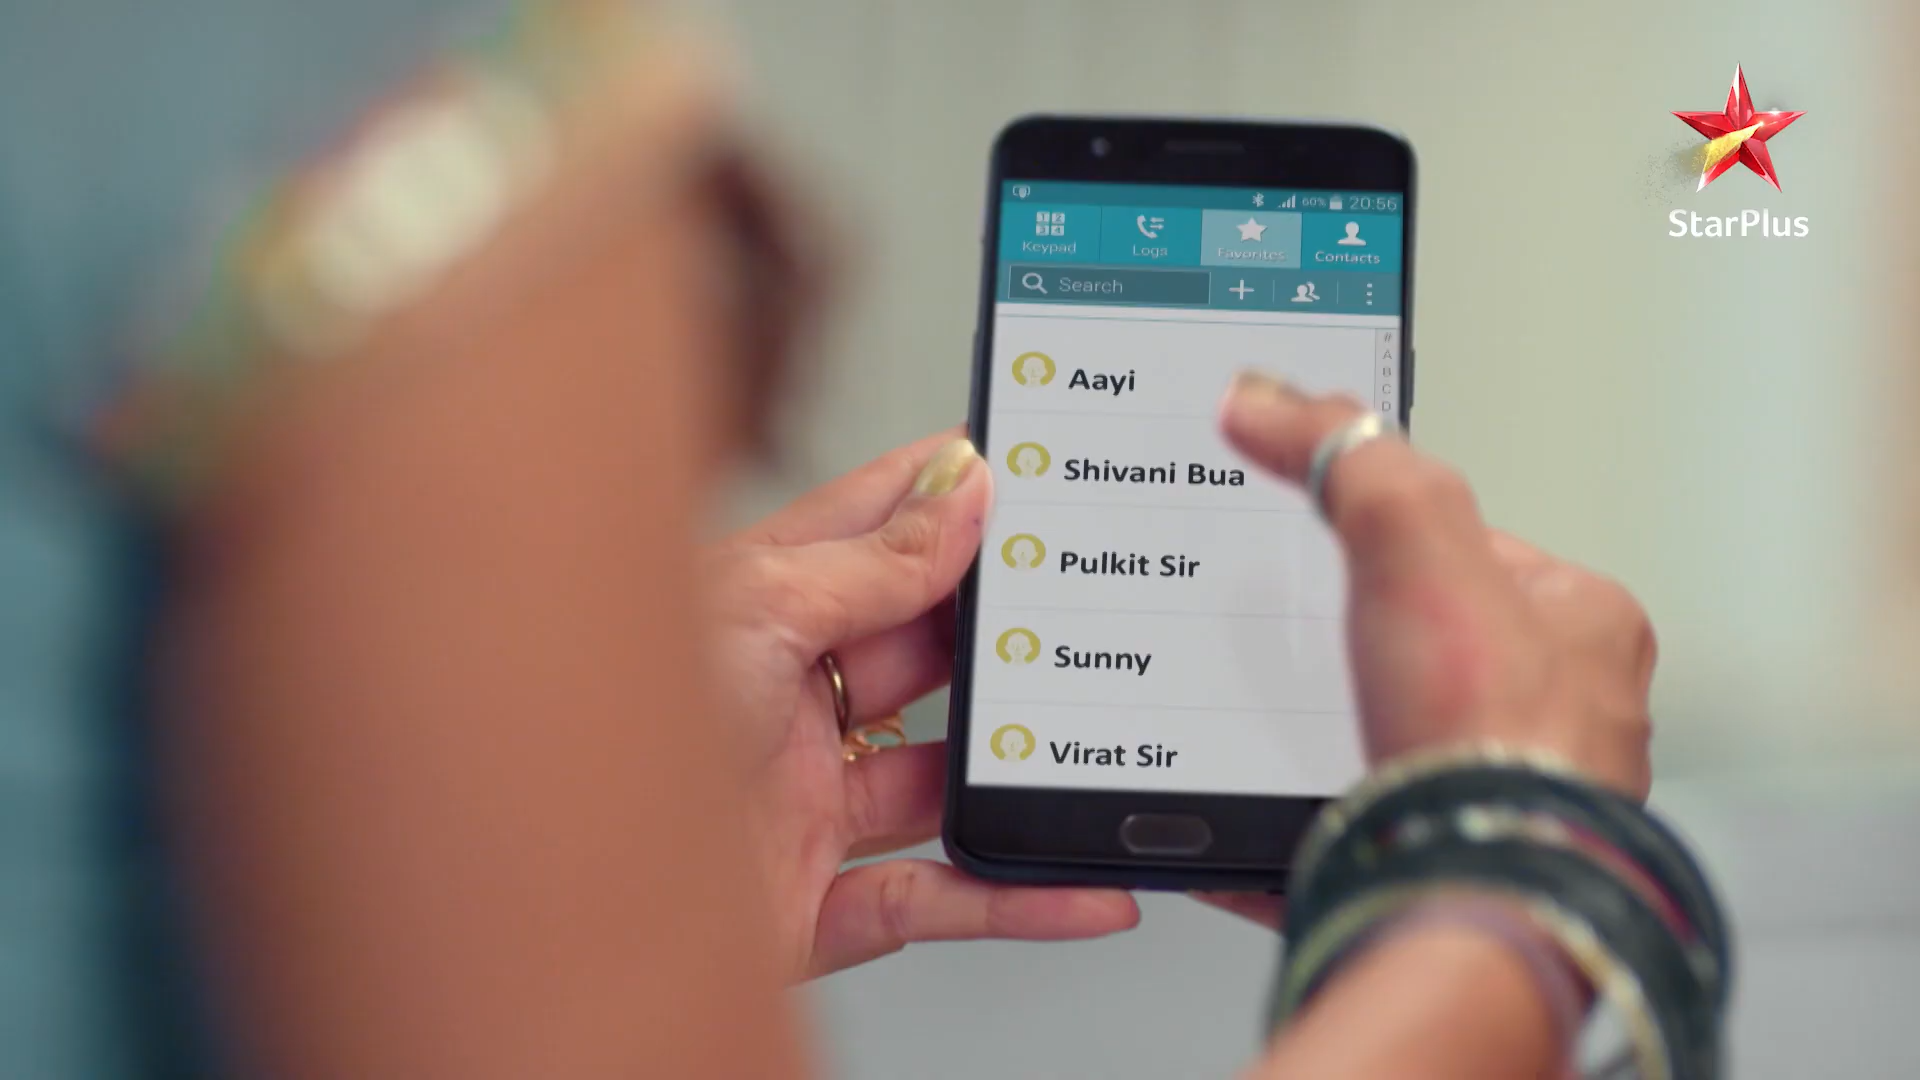 60% 20:56
Keypad Logs Favorites Contacts
Search
#
A
B
C
D
Aayi
Shivani Bua
Pulkit Sir
Sunny
Virat Sir
StarPlus